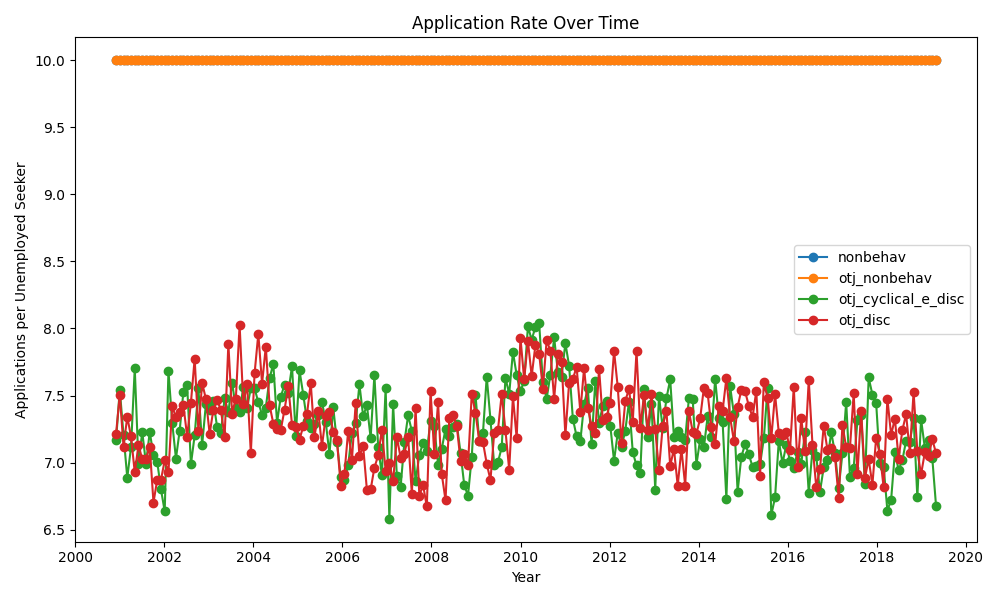 Application Rate Over Time
Applications per Unemployed Seeker
10.0
9.5
9.0
8.5
8.0
7.5
7.0
6.5
nonbehav
otj_nonbehav
otj_cyclical_e_disc
otj_disc
2000 2002 2004 2006 2008 2010 2012 2014 2016 2018 2020
Year